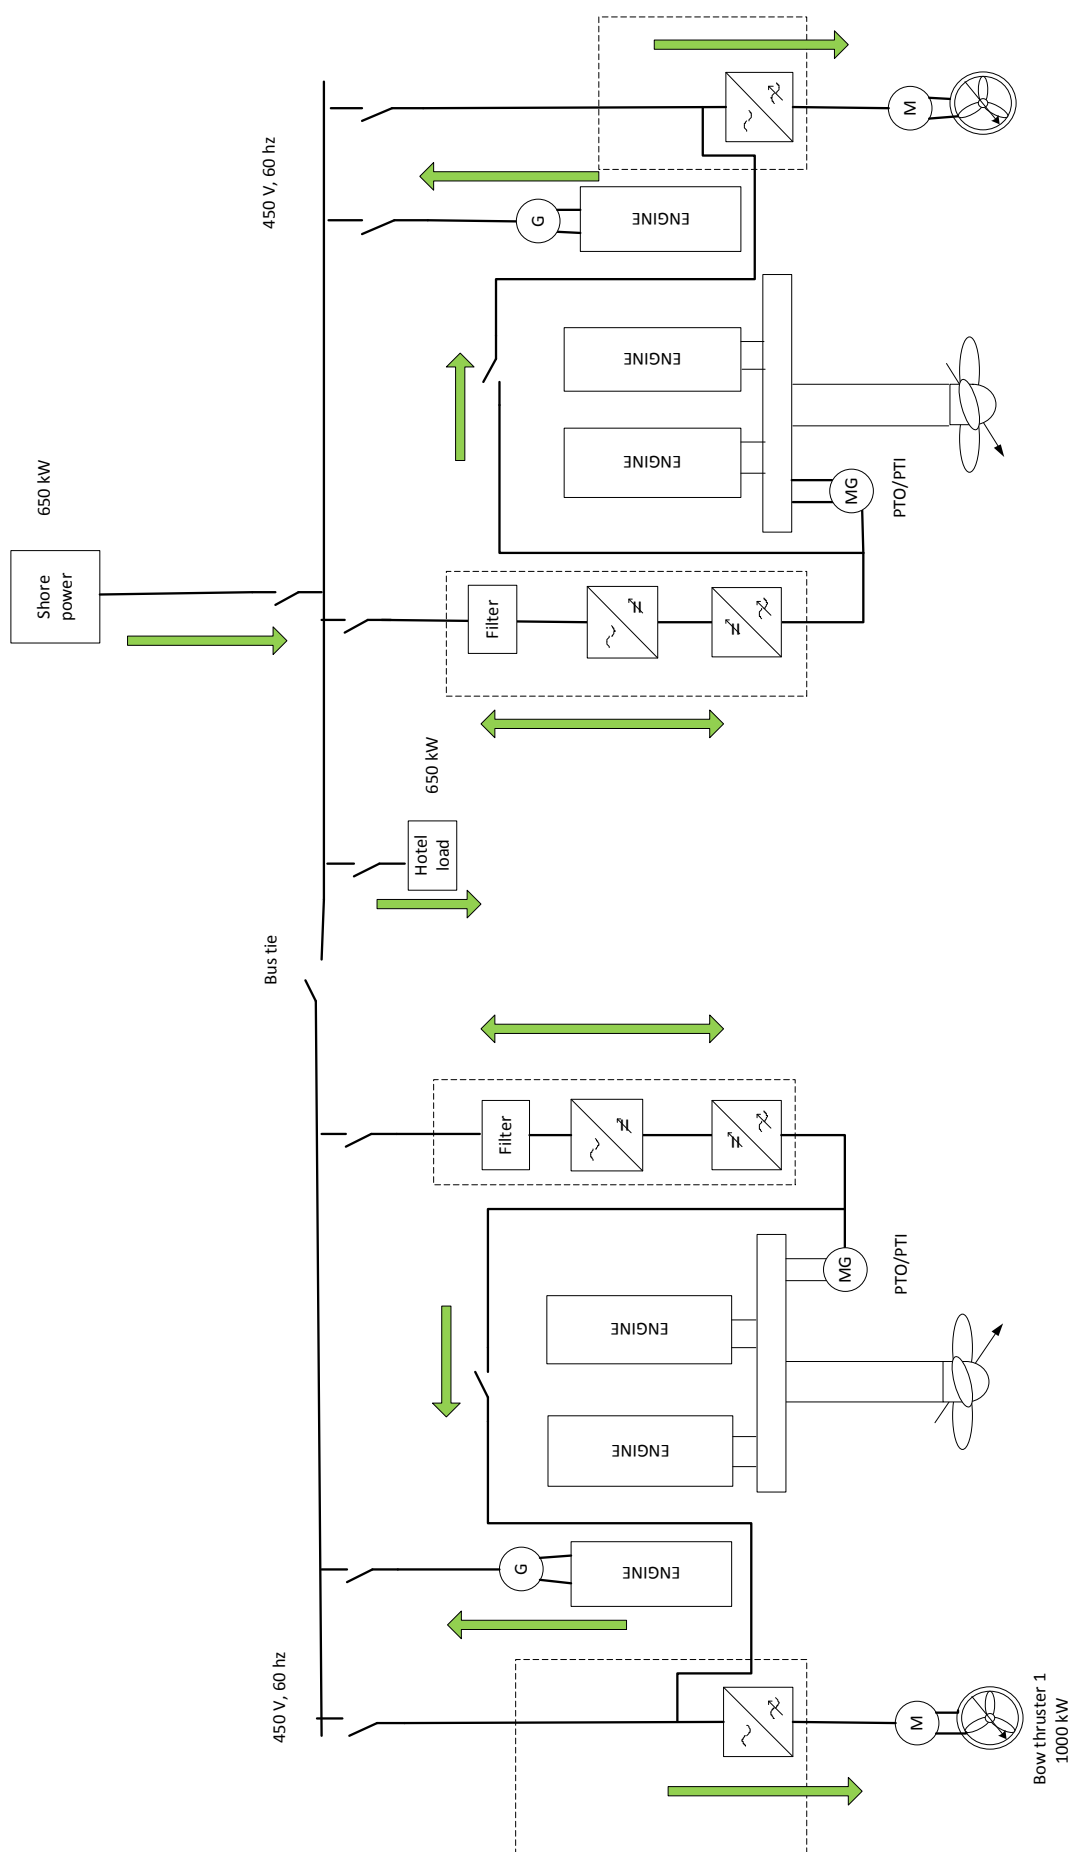 Shore
power
650 kW
450 V, 60 hz
Bus tie
450 V, 60 hz
Hotel
load
650 kW
G
Filter
Filter
G
ENGINE
ENGINE
ENGINE
ENGINE
ENGINE
ENGINE
MG
MG
PTO/PTI
PTO/PTI
M
M
Bow thruster 1
1000 kW